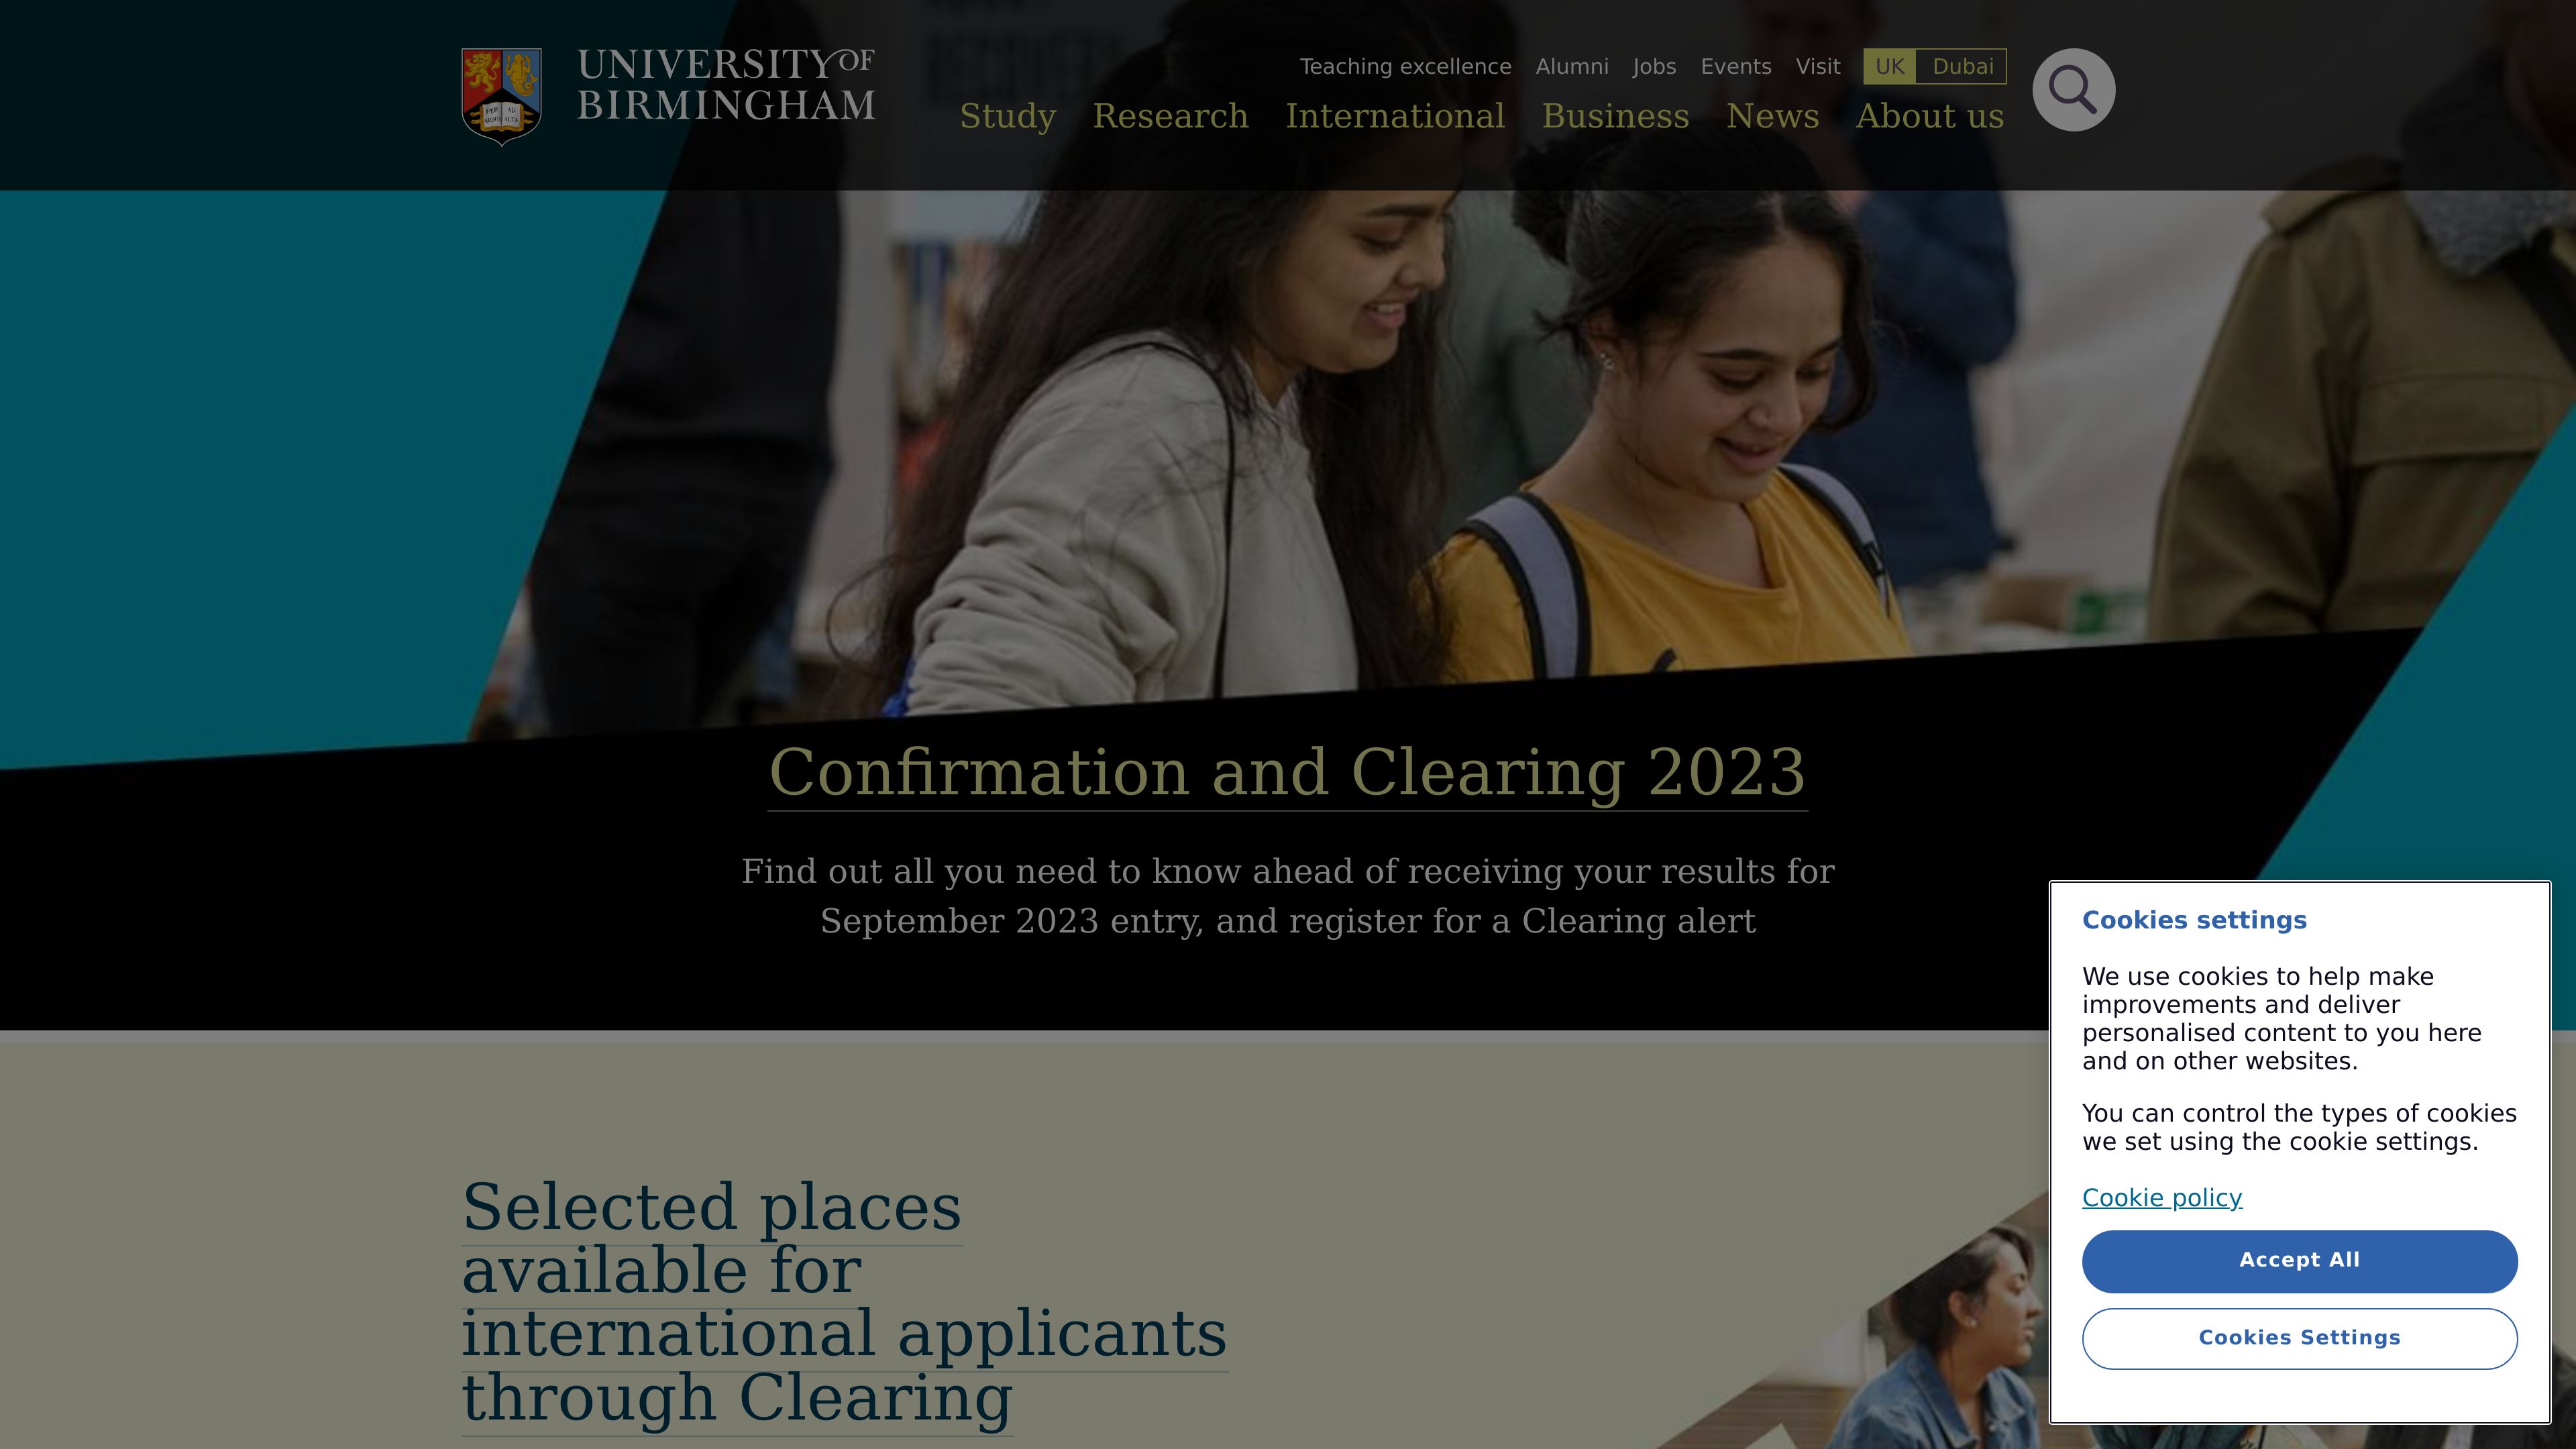 UNIVERSITY OF
BIRMINGHAM
Teaching excellence Alumni Jobs Events Visit UK Dubai
Study Research International Business News About us
Confirmation and Clearing 2023
Find out all you need to know ahead of receiving your results for
September 2023 entry, and register for a Clearing alert
Selected places
available for
international applicants
through Clearing
Cookies settings
We use cookies to help make
improvements and deliver
personalised content to you here
and on other websites.
You can control the types of cookies
we set using the cookie settings.
Cookie policy
Accept All
Cookies Settings